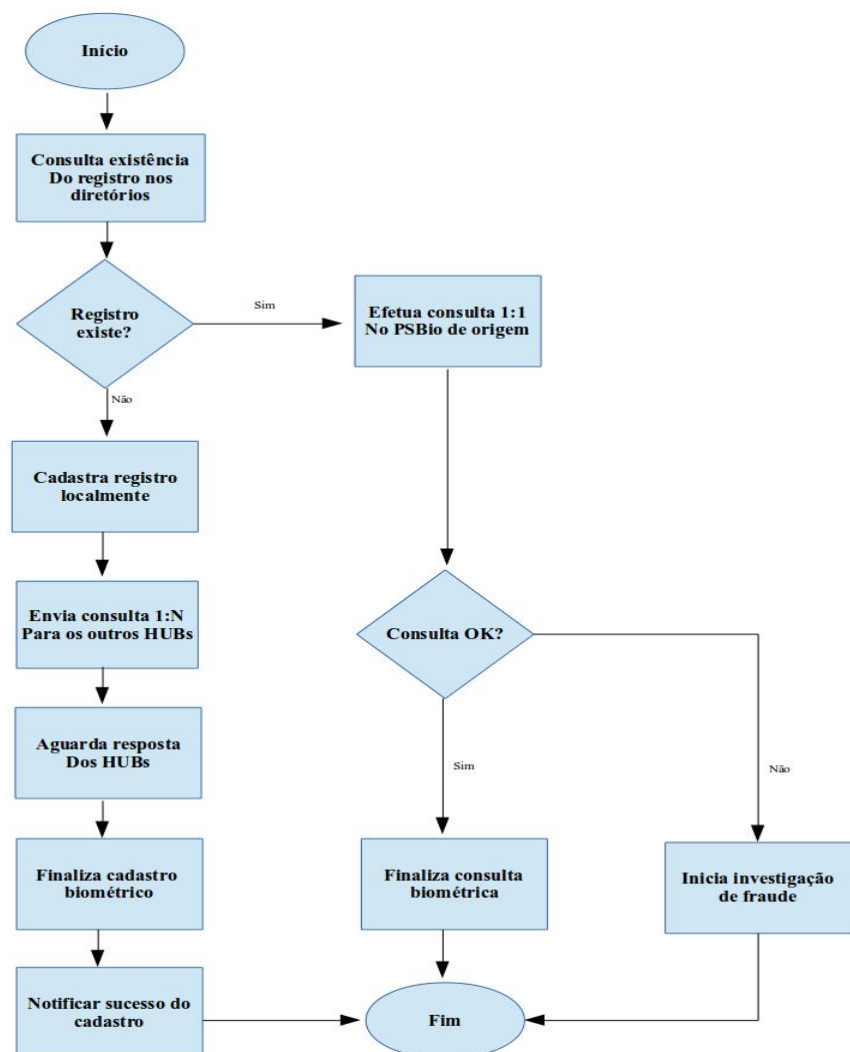 Início
Consulta existência
Do registro nos
diretórios
Registro
existe?
Sim
Efetua consulta 1:1
No PSBio de origem
Não
Cadastra registro
localmente
Envia consulta 1:N
Para os outros HUBs
Consulta OK?
Aguarda resposta
Dos HUBs
Sim
Não
Finaliza cadastro
biométrico
Finaliza consulta
biométrica
Inicia investigação
de fraude
Notificar sucesso do
cadastro
Fim